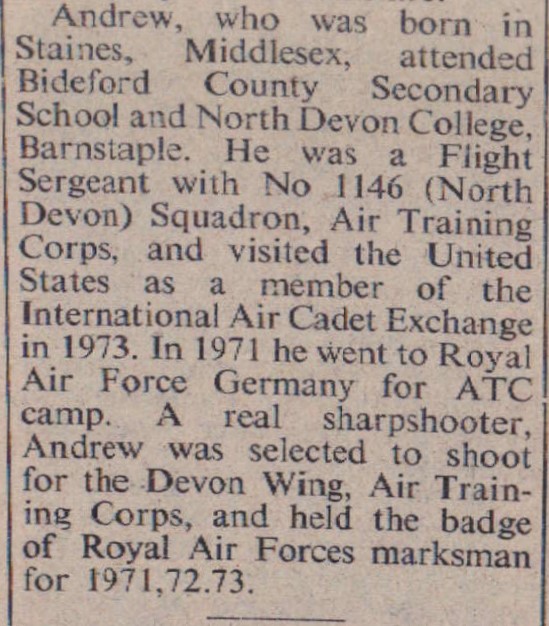 Andrew, who was born in
Staines, Middlesex, attended
Bideford County Secondary
School and North Devon College,
Barnstaple. He was a Flight
Sergeant with No 1146 (North
Devon) Squadron, Air Training
Corps, and visited the United
States as a member of the
International Air Cadet Exchange
in 1973. In 1971 he went to Royal
Air Force Germany for ATC
camp. A real sharpshooter,
Andrew was selected to shoot
for the Devon Wing, Air Train-
ing Corps, and held the badge
of Royal Air Forces marksman
for 1971,72.73.